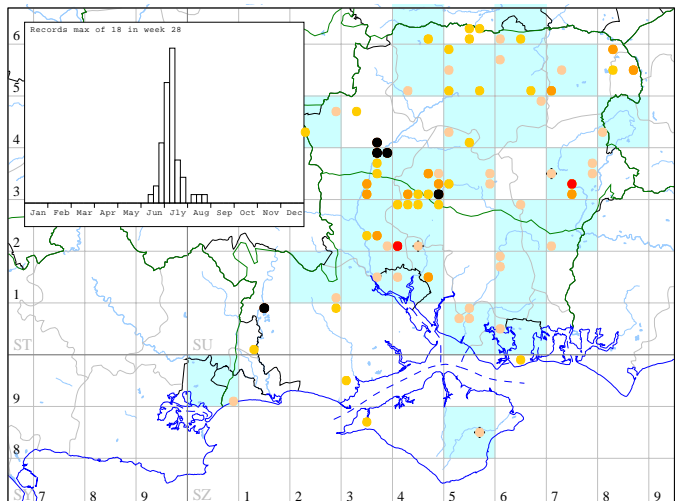 6
Records max of 18 in week 28
5
4
3
Jan Feb Mar Apr May Jun Jly Aug Sep Oct Nov Dec
2
1
ST SU
9
8
SZ
7 8 9 1 2 3 4 5 6 7 8 9